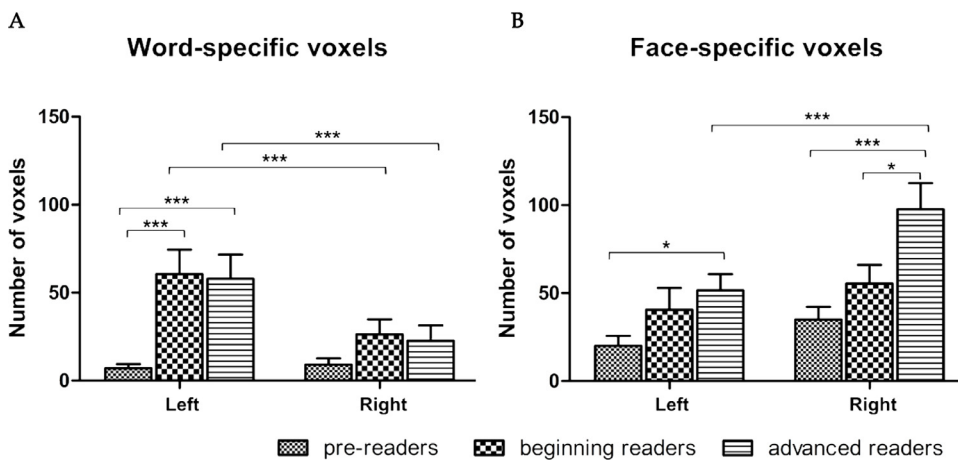 A
B
Word-specific voxels
Face-specific voxels
Number of voxels
150
100
50
0
***
***
***
***
Left
Right
Number of voxels
150
100
50
0
***
***
*
*
Left
Right
pre-readers
beginning readers
advanced readers